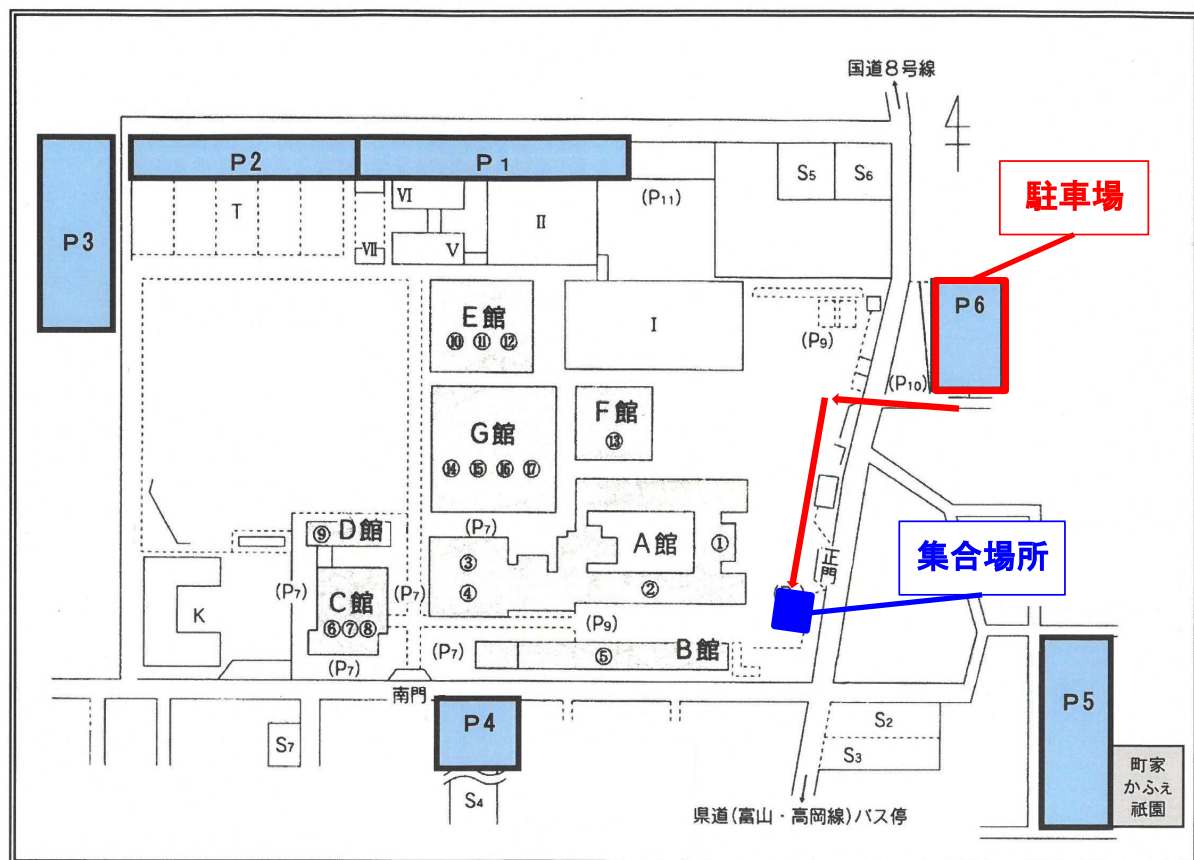 国道8号線
4
P2
P1
P3
T
VI
II
VII
V
(P11)
S5
S6
駐車場
P6
E館
⑩ ⑪ ⑫
I
(P9)
(P10)
G館
⑭ ⑮ ⑯ ⑰
F館
⑬
(P7)
⑨ D館
③
④
A館
①
②
正門
集合場所
K
(P7)
C館
⑥⑦⑧
(P7)
(P9)
(P7)
(P7)
⑤
B館
南門
P4
P5
S7
S4
S2
S3
県道(富山・高岡線)バス停
町家
かふぇ
祇園